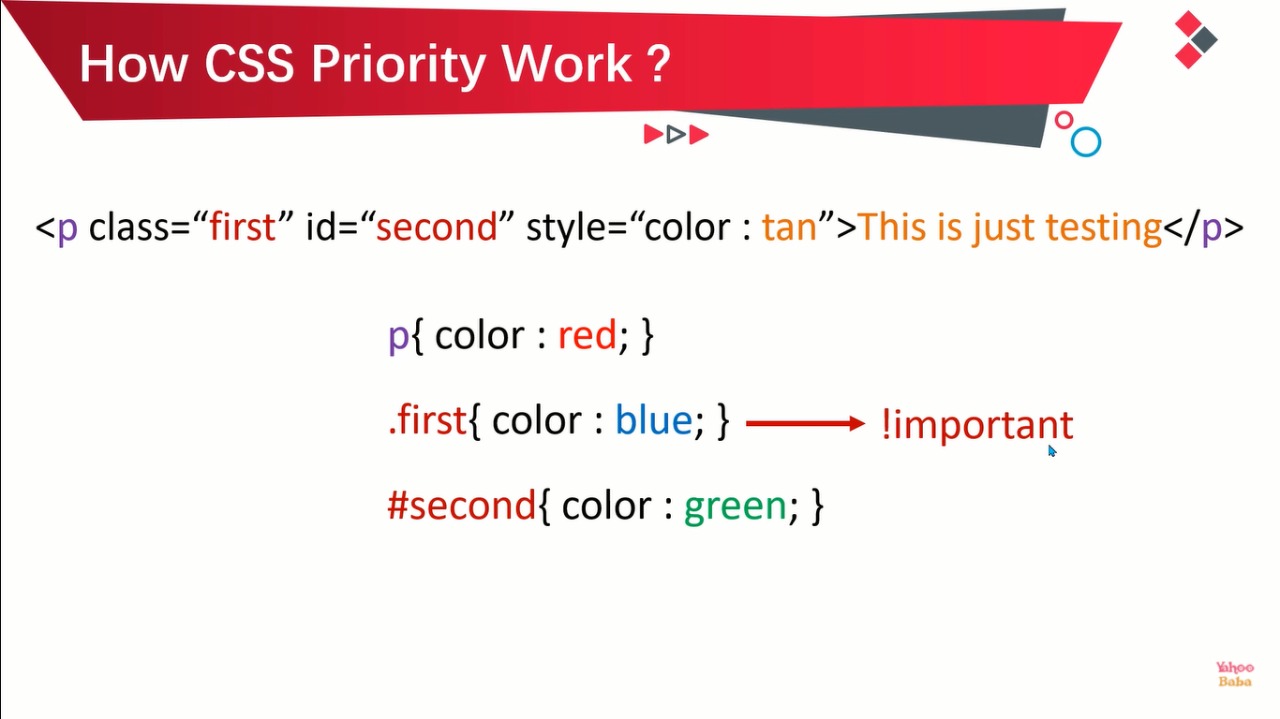 How CSS Priority Work ?
<p class=“first” id=“second” style=“color : tan”>This is just testing</p>
p{ color : red; }
.first{ color : blue; } !important
#second{ color : green; }
Yahoo
Baba